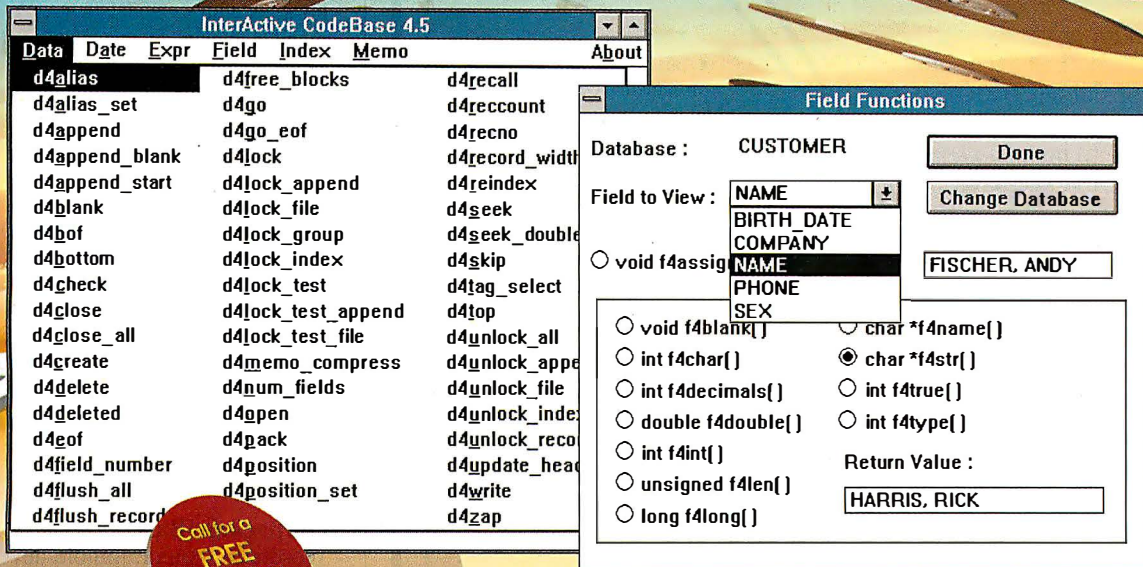 InterActive CodeBase 4.5
Data Date Expr Field Index Memo About
d4alias
d4alias_set
d4append
d4append_blank
d4append_start
d4blank
d4bof
d4bottom
d4check
d4close
d4close_all
d4create
d4delete
d4deleted
d4eof
d4field_number
d4flush_all
d4flush_record
d4free_blocks
d4go
d4go_eof
d4lock
d4lock_append
d4lock_file
d4lock_group
d4lock_index
d4lock_test
d4lock_test_append
d4lock_test_file
d4memo_compress
d4num_fields
d4open
d4pack
d4position
d4position_set
d4recall
d4reccount
d4recno
d4record_width
d4reindex
d4seek
d4seek_double
d4skip
d4tag_select
d4top
d4unlock_all
d4unlock_appe
d4unlock_file
d4unlock_inde
d4unlock_reco
d4update_head
d4write
d4zap
Call for a
FREE
Field Functions
Database : CUSTOMER
Done
Field to View : NAME
Change Database
BIRTH_DATE
COMPANY
NAME
PHONE
SEX
void f4assig
FISCHER, ANDY
void f4blank( )
int f4char( )
int f4decimals( )
double f4double( )
int f4int( )
unsigned f4len( )
long f4long( )
char *f4name( )
char *f4str( )
int f4true( )
int f4type( )
Return Value :
HARRIS, RICK